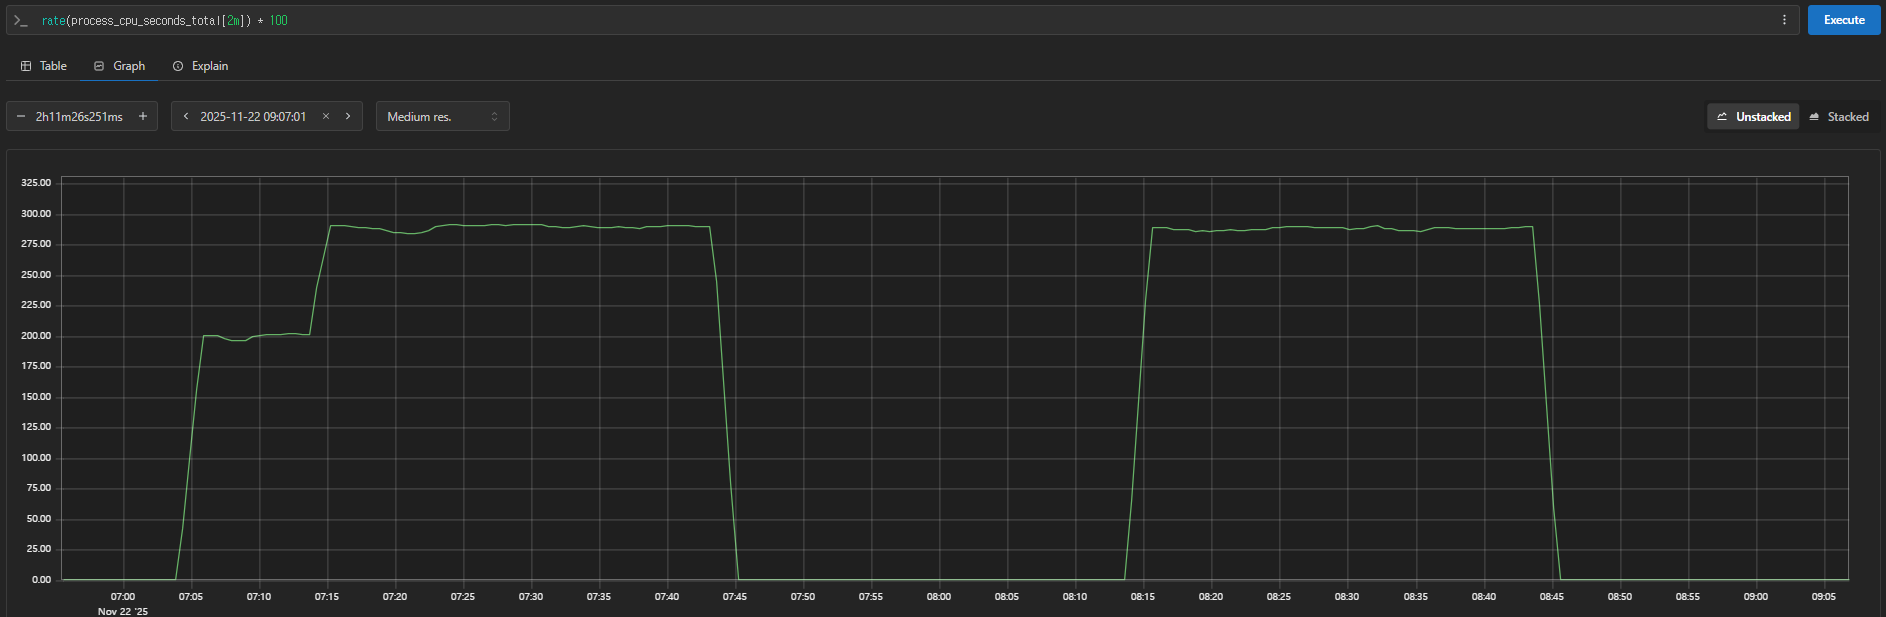 >_ rate(process_cpu_seconds_total[2m]) * 100
Execute
Table Graph Explain
− 2h11m26s251ms + < 2025-11-22 09:07:01 × > Medium res. Unstacked Stacked
325.00
300.00
275.00
250.00
225.00
200.00
175.00
150.00
125.00
100.00
75.00
50.00
25.00
0.00
07:00 07:05 07:10 07:15 07:20 07:25 07:30 07:35 07:40 07:45 07:50 07:55 08:00 08:05 08:10 08:15 08:20 08:25 08:30 08:35 08:40 08:45 08:50 08:55 09:00 09:05
Nov 22 '25